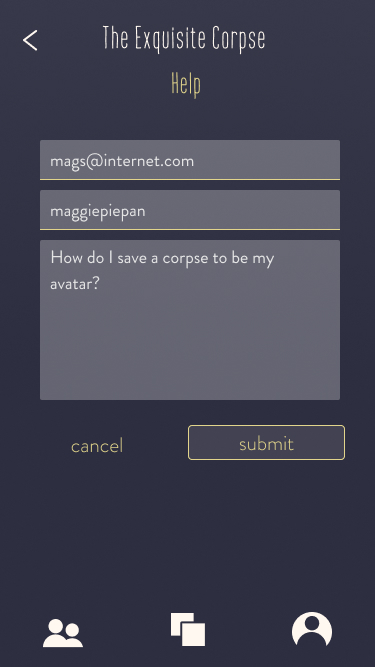 The Exquisite Corpse
Help
mags@internet.com
maggiepiepan
How do I save a corpse to be my
avatar?
cancel
submit